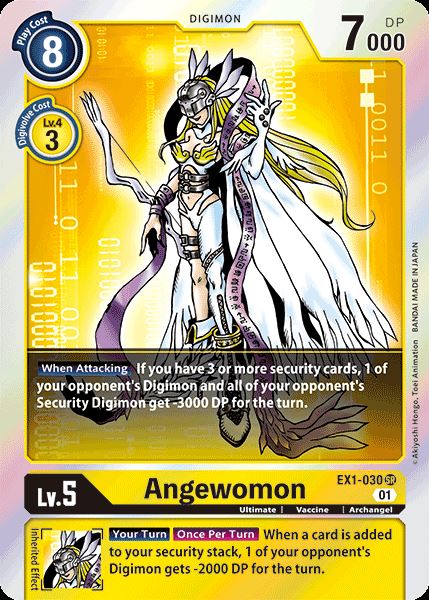 Play Cost
8
DIGIMON
DP
7000
Digivolve Cost
Lv.4
3
When Attacking If you have 3 or more security cards, 1 of
your opponent's Digimon and all of your opponent's
Security Digimon get -3000 DP for the turn.
© Akiyoshi Hongo, Toei Animation BANDAI MADE IN JAPAN
EX1-030 SR
Lv.5
Angewomon
01
Ultimate | Vaccine | Archangel
Inherited Effect
Your Turn Once Per Turn When a card is added
to your security stack, 1 of your opponent's
Digimon gets -2000 DP for the turn.